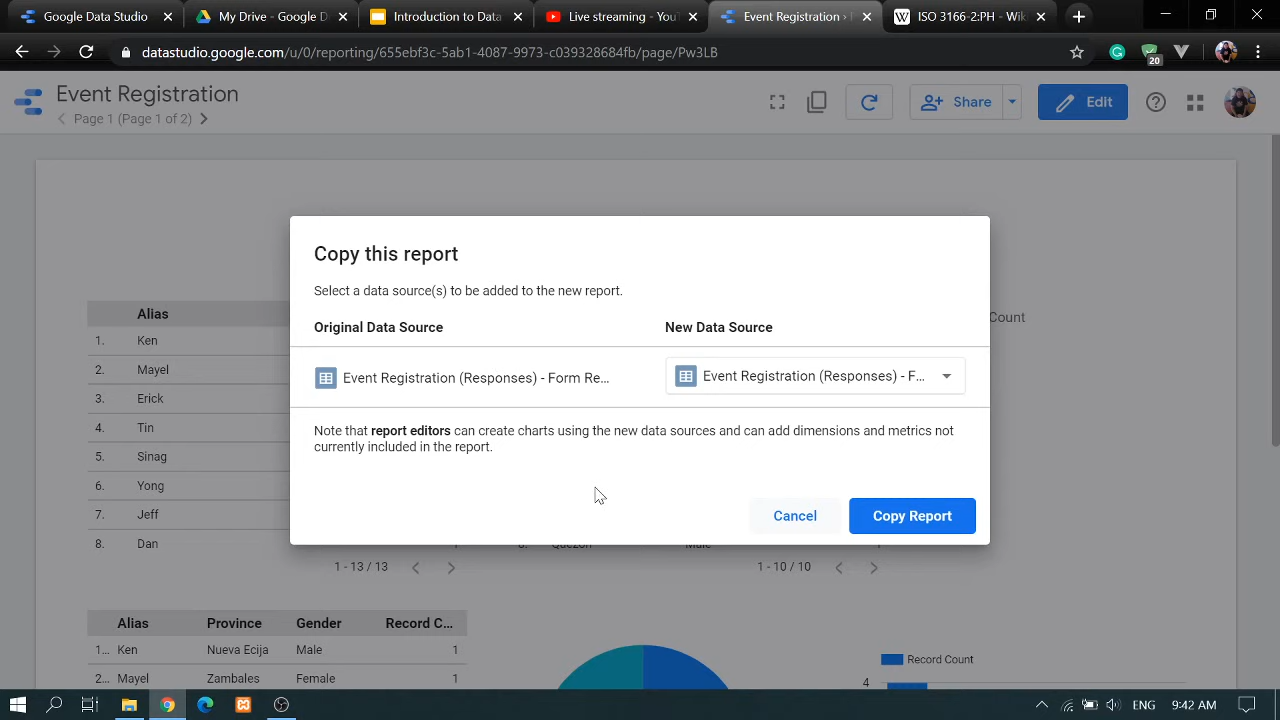 Google Data Studio
My Drive - Google D
Introduction to Data
Live streaming - YouT
Event Registration ›
ISO 3166-2:PH - Wik
datastudio.google.com/u/0/reporting/655ebf3c-5ab1-4087-9973-c039328684fb/page/Pw3LB
20
Event Registration
Page 1 (Page 1 of 2)
Share
Edit
Copy this report
Select a data source(s) to be added to the new report.
Original Data Source
New Data Source
Event Registration (Responses) - Form Re...
Event Registration (Responses) - F...
Note that report editors can create charts using the new data sources and can add dimensions and metrics not
currently included in the report.
Cancel
Copy Report
Alias
1. Ken
2. Mayel
3. Erick
4. Tin
5. Sinag
6. Yong
7. Jeff
8. Dan
Count
1 - 13 / 13
1 - 10 / 10
Alias Province Gender Record C...
1... Ken Nueva Ecija Male 1
2... Mayel Zambales Female 1
Record Count
4
ENG
9:42 AM